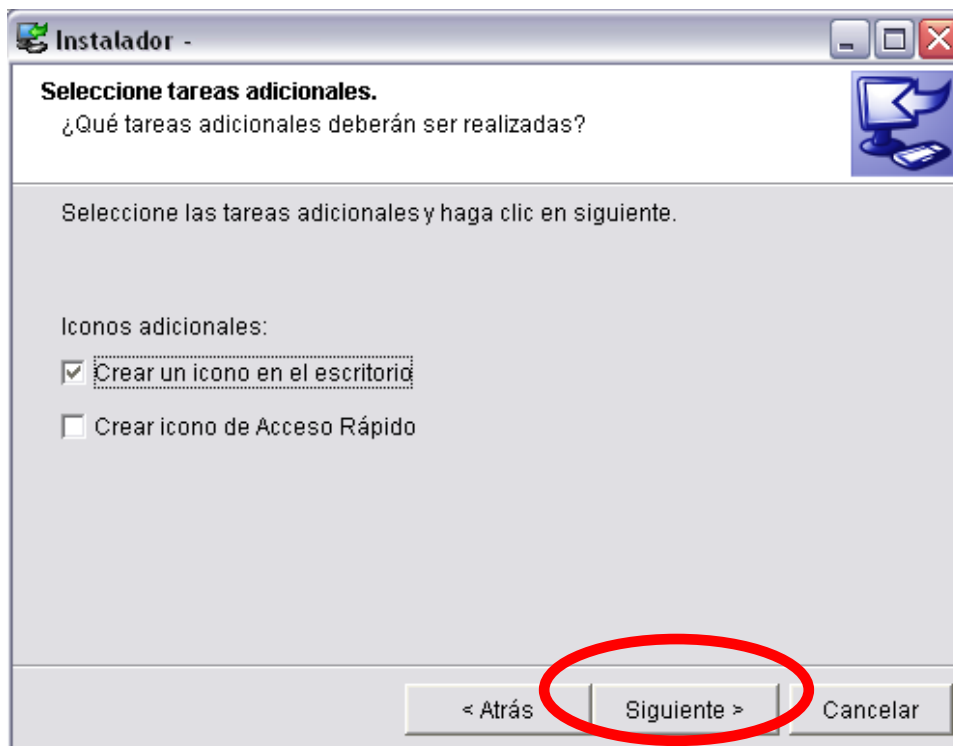 Instalador -
Seleccione tareas adicionales.
¿Qué tareas adicionales deberán ser realizadas?
Seleccione las tareas adicionales y haga clic en siguiente.
Iconos adicionales:
Crear un icono en el escritorio
Crear icono de Acceso Rápido
< Atrás
Siguiente >
Cancelar